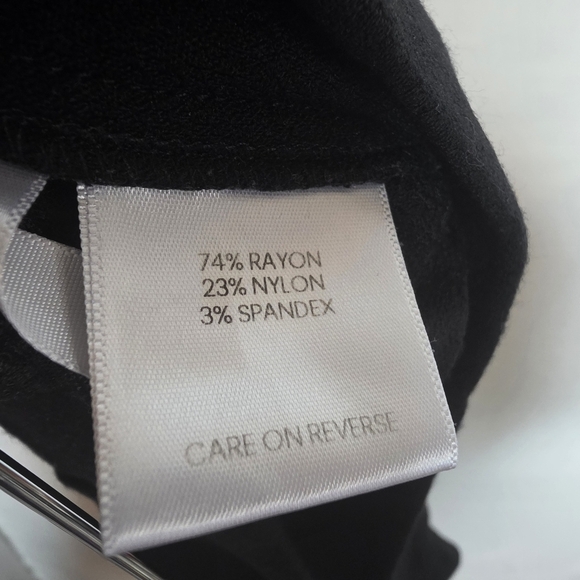 74% RAYON
23% NYLON
3% SPANDEX
CARE ON REVERSE